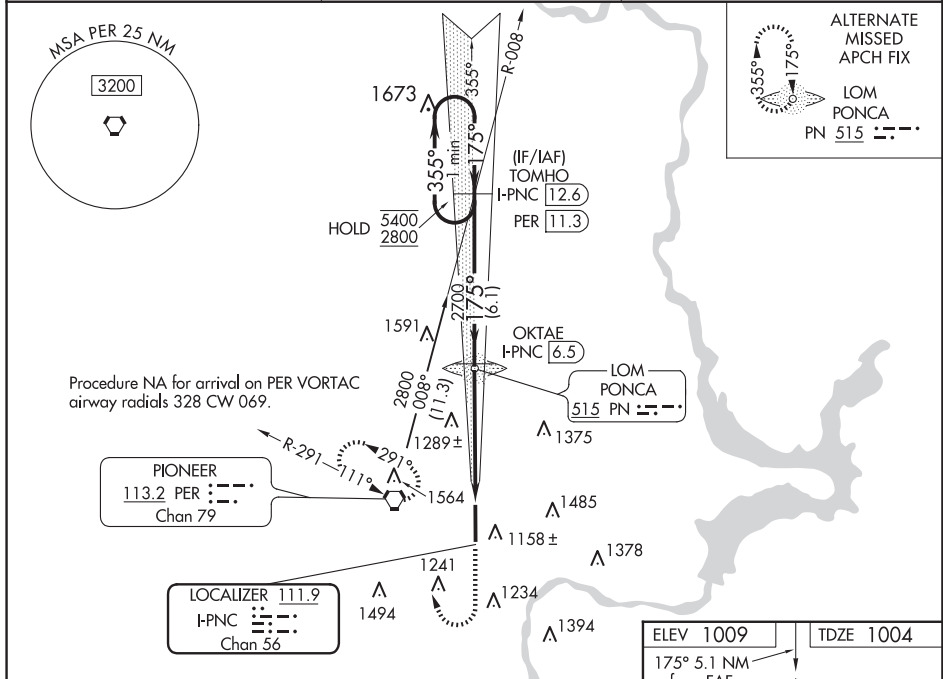 MSA PER 25 NM
3200
1673
355°
1 min
175°
355°
R-008
(IF/IAF)
TOMHO
I-PNC 12.6
PER 11.3
HOLD 5400
2800
2700
175°
(6.1)
1591
OKTAE
I-PNC 6.5
LOM
PONCA
515 PN
Procedure NA for arrival on PER VORTAC
airway radials 328 CW 069.
2800
008°
(11.3)
1289 ±
1375
R-291
111°
291°
1564
PIONEER
113.2 PER
Chan 79
1485
1158 ±
1378
1241
1494
1234
1394
LOCALIZER 111.9
I-PNC
Chan 56
ALTERNATE
MISSED
APCH FIX
355°
175°
LOM
PONCA
PN 515
ELEV 1009
TDZE 1004
175° 5.1 NM
from FAF